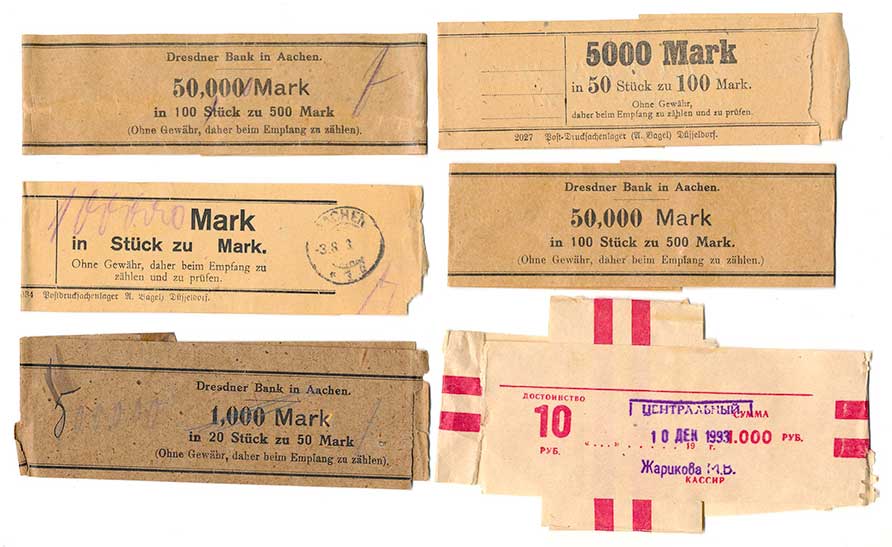 Dresdner Bank in Aachen.
50,000 Mark
in 100 Stück zu 500 Mark
(Ohne Gewähr, daher beim Empfang zu zählen)
5000 Mark
in 50 Stück zu 100 Mark.
Ohne Gewähr,
daher beim Empfang zu zählen und zu prüfen.
2027 Post-Drucksachenlager (A. Bagel) Düsseldorf.
Mark
in Stück zu Mark.
Ohne Gewähr, daher beim Empfang zu
zählen und zu prüfen.
34 Postdrucksachenlager A. Bagel) Düsseldorf.
AACHEN
Dresdner Bank in Aachen.
50,000 Mark
in 100 Stück zu 500 Mark.
(Ohne Gewähr, daher beim Empfang zu zählen.)
Dresdner Bank in Aachen.
1,000 Mark
in 20 Stück zu 50 Mark
(Ohne Gewähr, daher beim Empfang zu zählen).
ДОСТОИНСТВО
10
РУБ.
ЦЕНТРАЛЬНЫЙ
СУММА
10 ДЕК 1993
1.000 РУБ.
"..." 19 г.
Жарикова М.В.
КАССИР